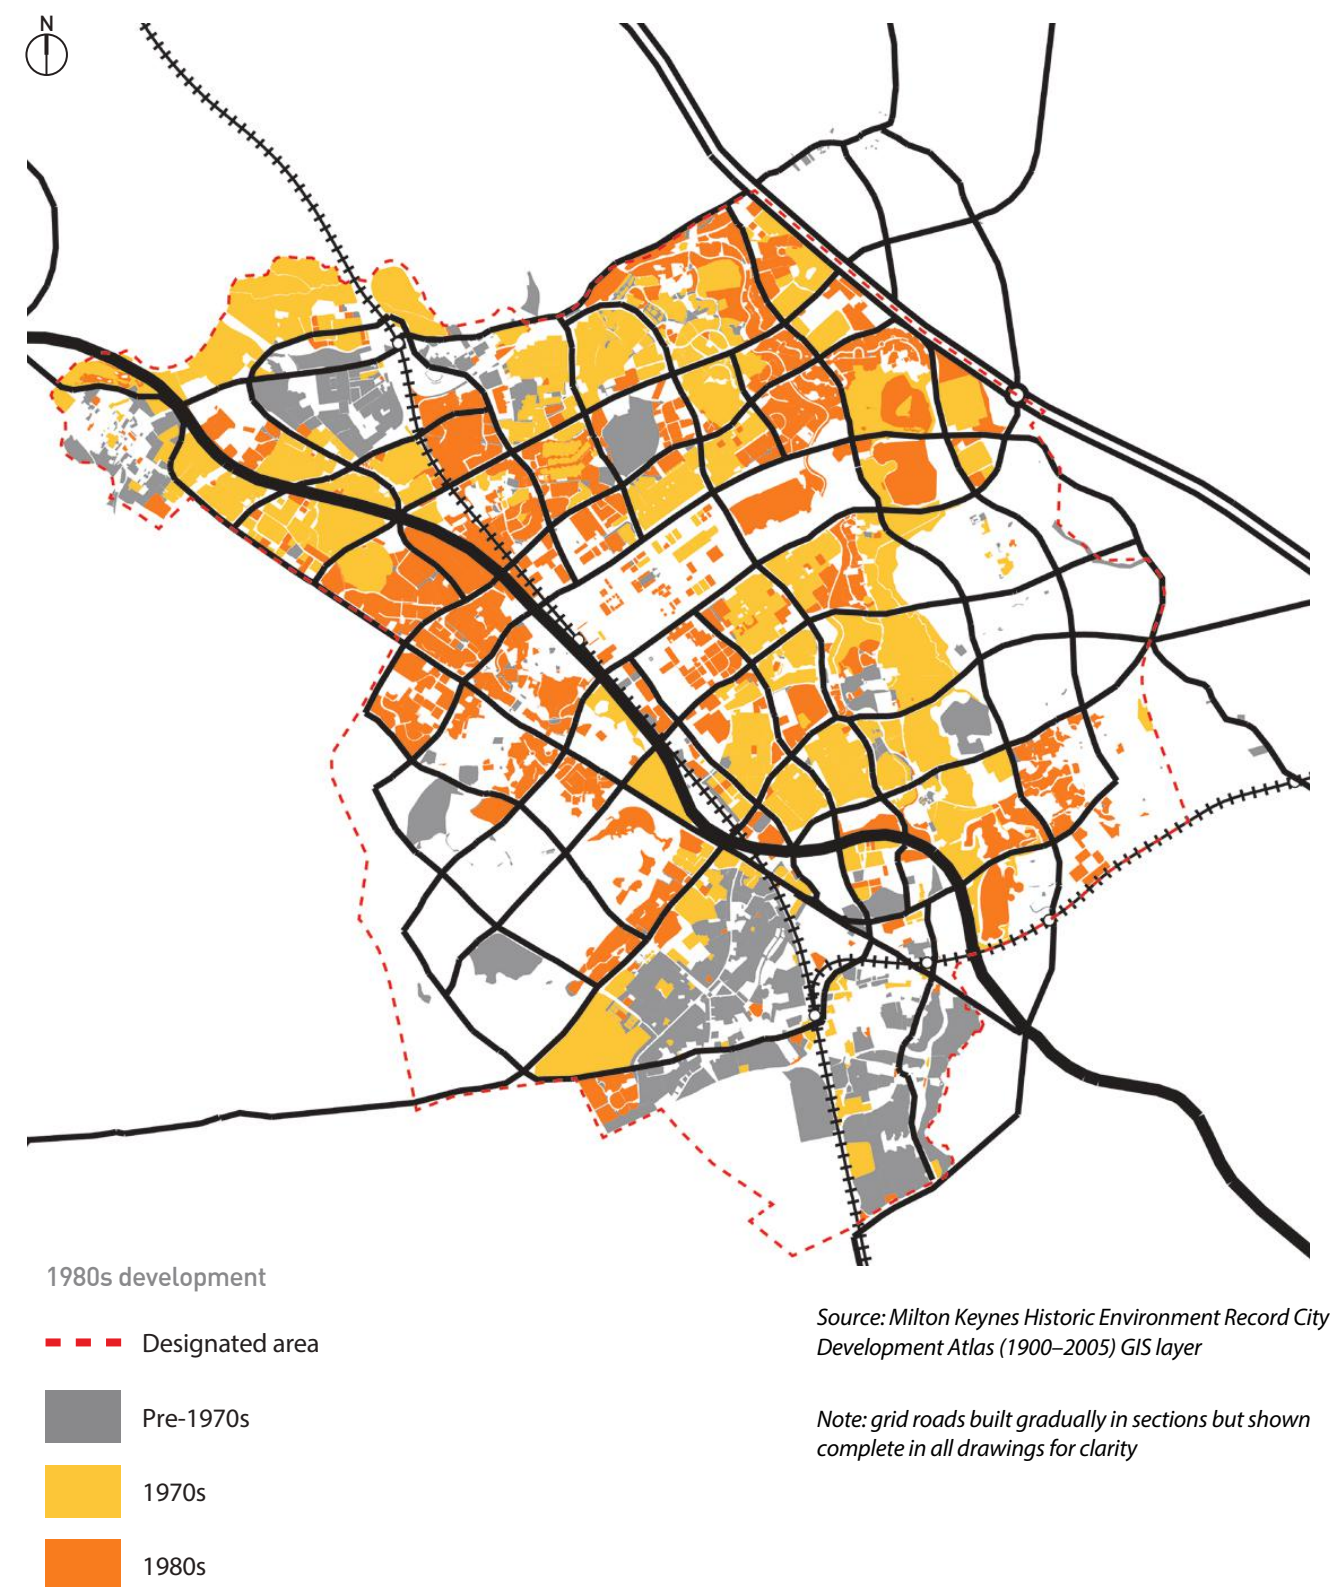 N
1980s development
Designated area
Pre-1970s
1970s
1980s
Source: Milton Keynes Historic Environment Record City
Development Atlas (1900–2005) GIS layer
Note: grid roads built gradually in sections but shown
complete in all drawings for clarity